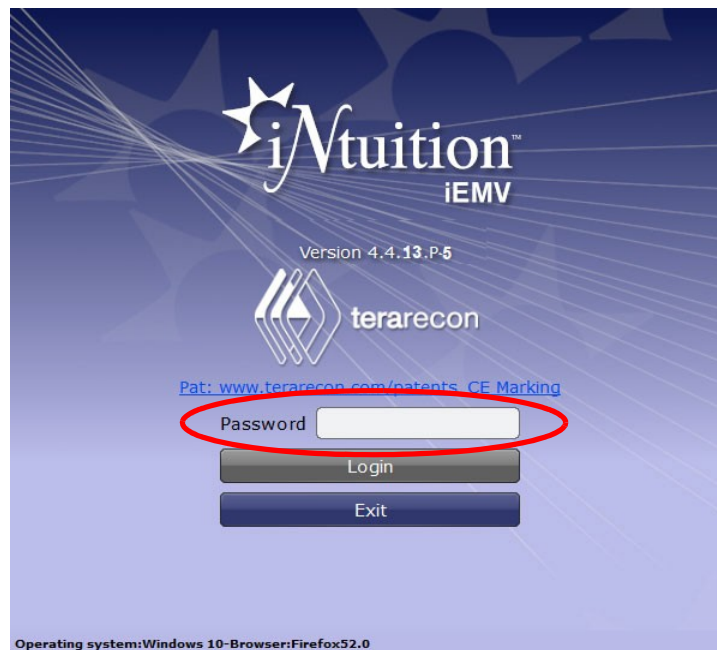 iNtuition™
iEMV
Version 4.4.13.P-5
terarecon
Pat: www.terarecon.com/patents CE Marking
Password
Login
Exit
Operating system:Windows 10-Browser:Firefox52.0